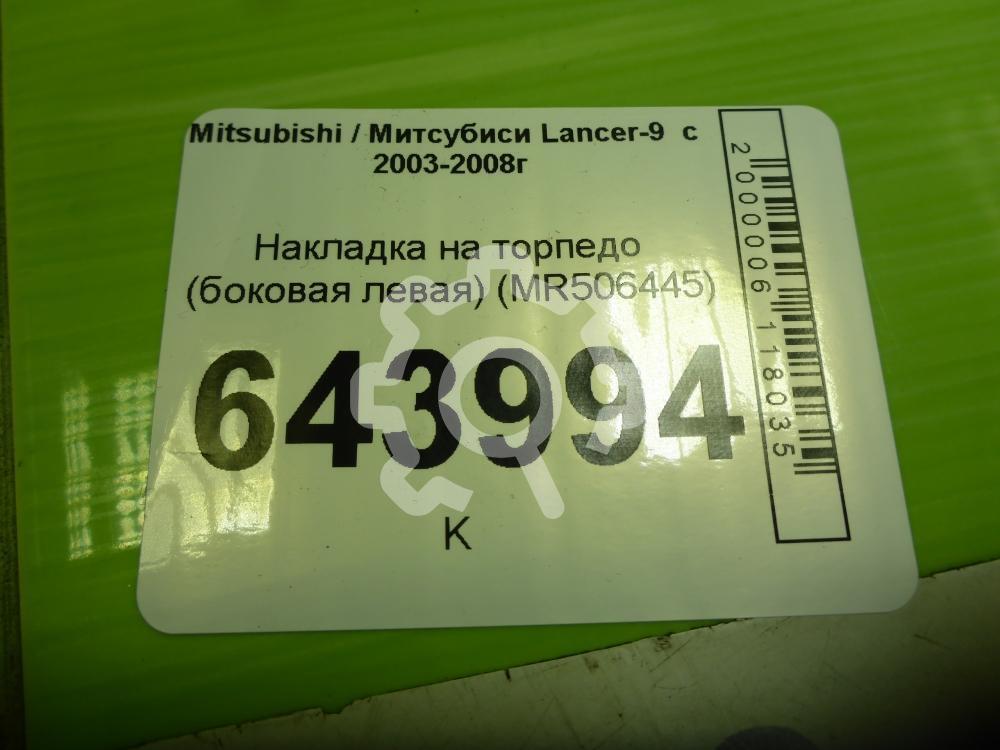 Mitsubishi / Митсубиси Lancer-9 с
2003-2008г
Накладка на торпедо
(боковая левая) (MR506445)
643994
К
2000006118035